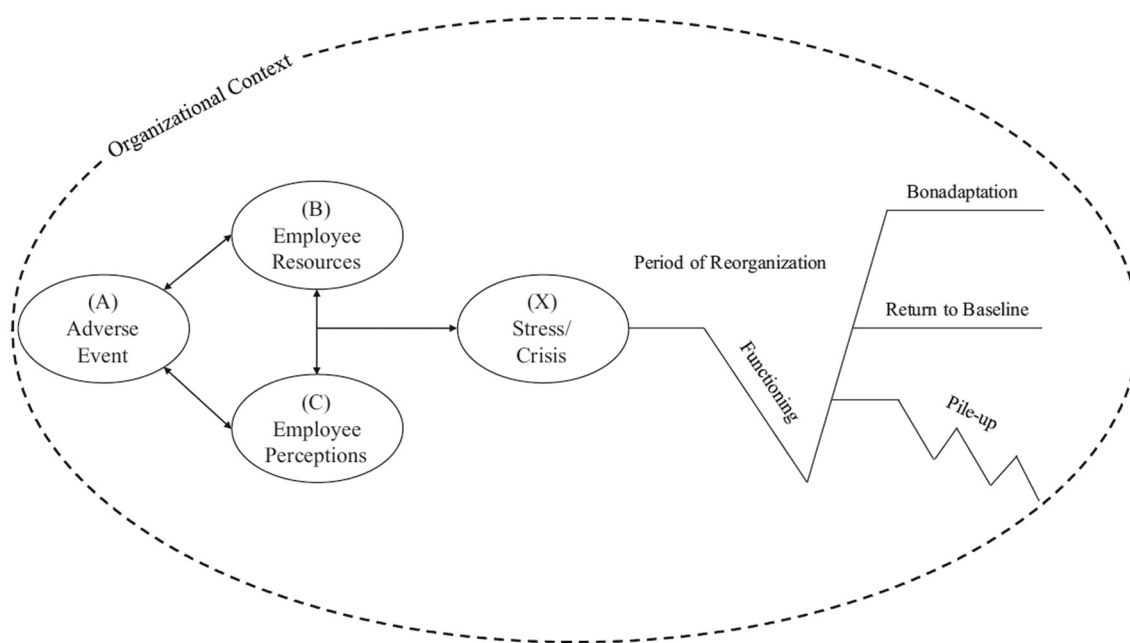 Organizational Context
(A)
Adverse
Event
(B)
Employee
Resources
(C)
Employee
Perceptions
(X)
Stress/
Crisis
Period of Reorganization
Functioning
Bonadaptation
Return to Baseline
Pile-up